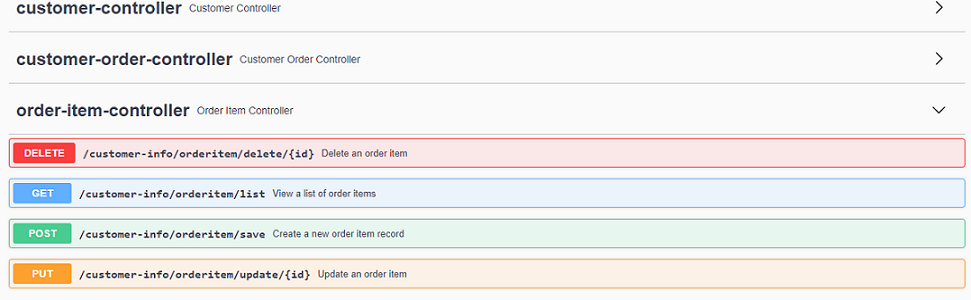 customer-controller Customer Controller
customer-order-controller Customer Order Controller
order-item-controller Order Item Controller
DELETE /customer-info/orderitem/delete/{id} Delete an order item
GET /customer-info/orderitem/list View a list of order items
POST /customer-info/orderitem/save Create a new order item record
PUT /customer-info/orderitem/update/{id} Update an order item